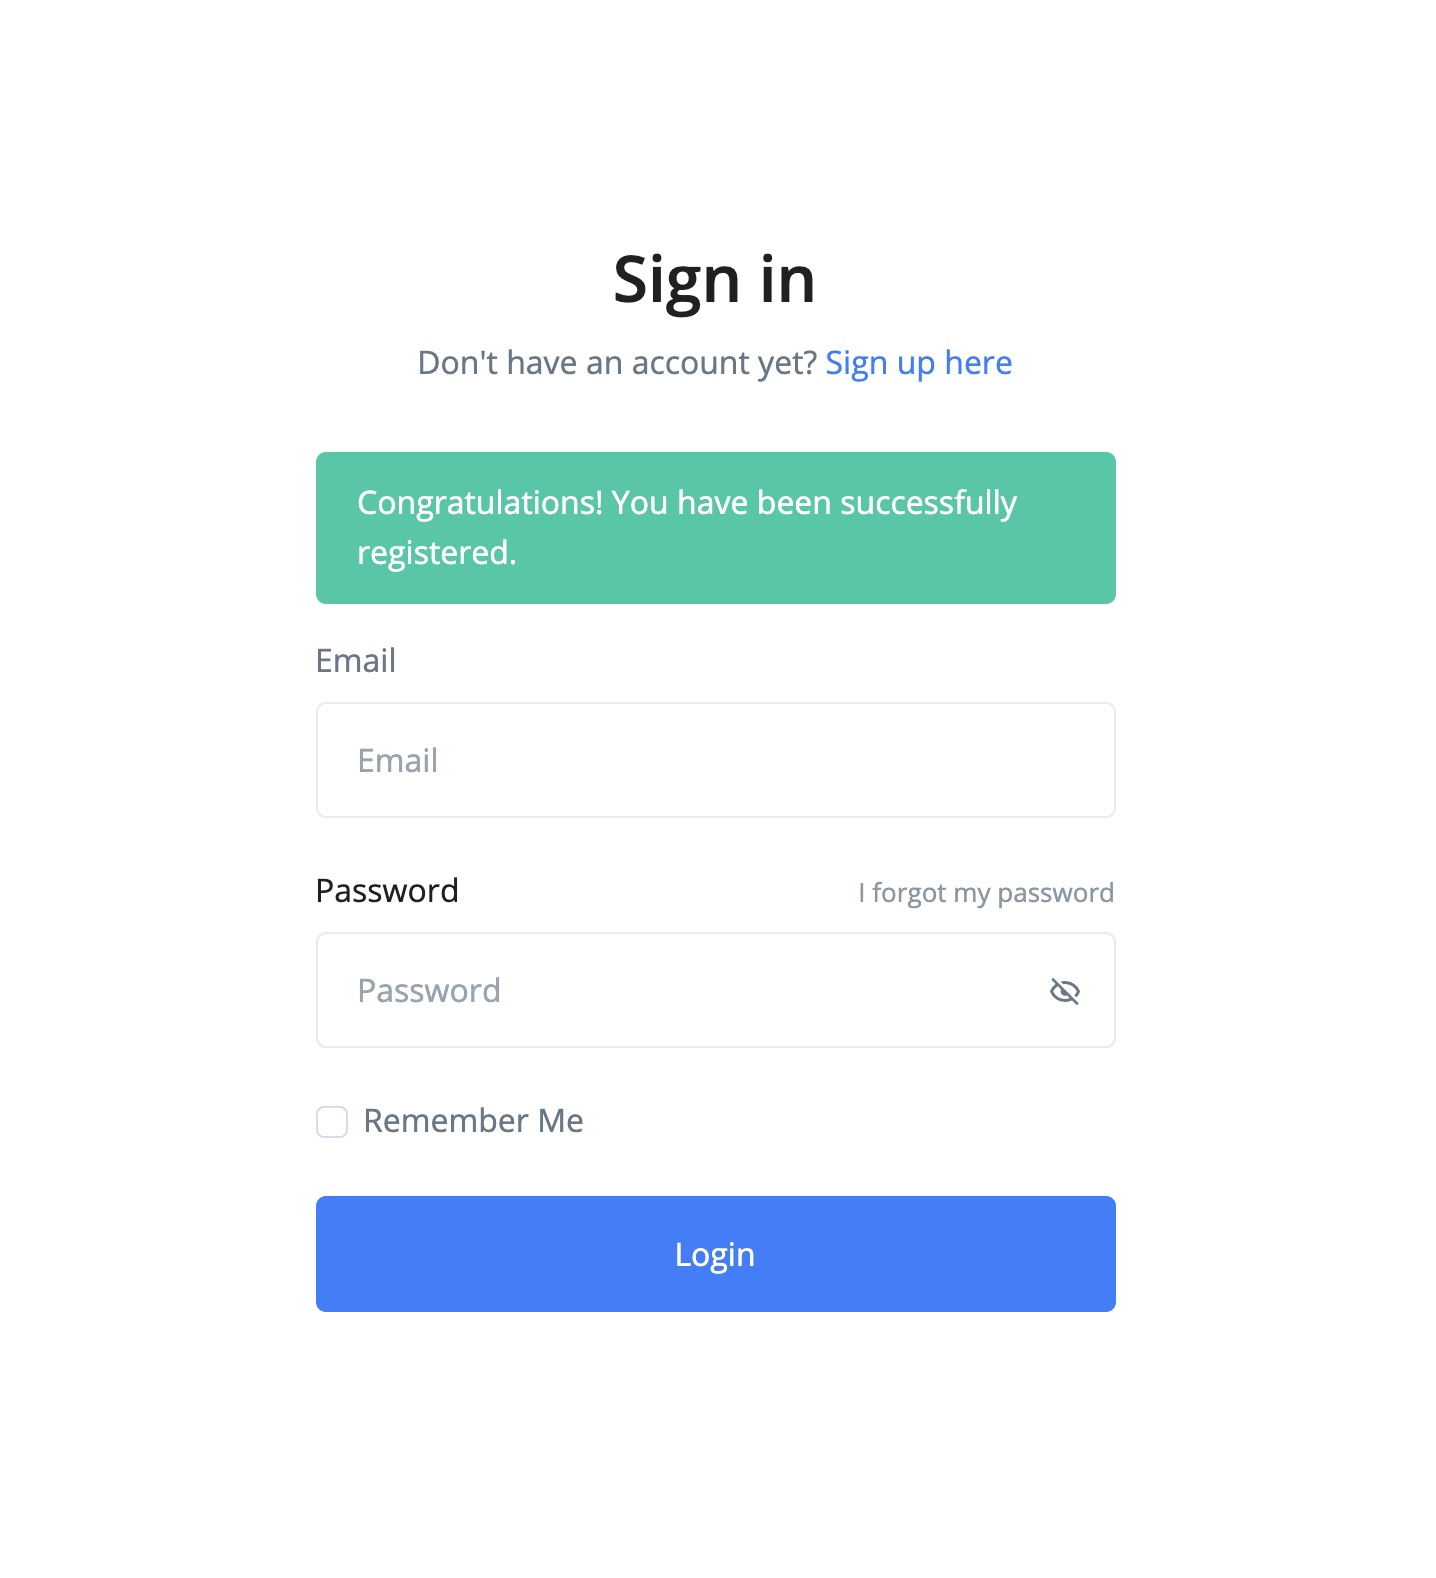 Sign in
Don't have an account yet? Sign up here
Congratulations! You have been successfully
registered.
Email
Email
Password I forgot my password
Password
Remember Me
Login